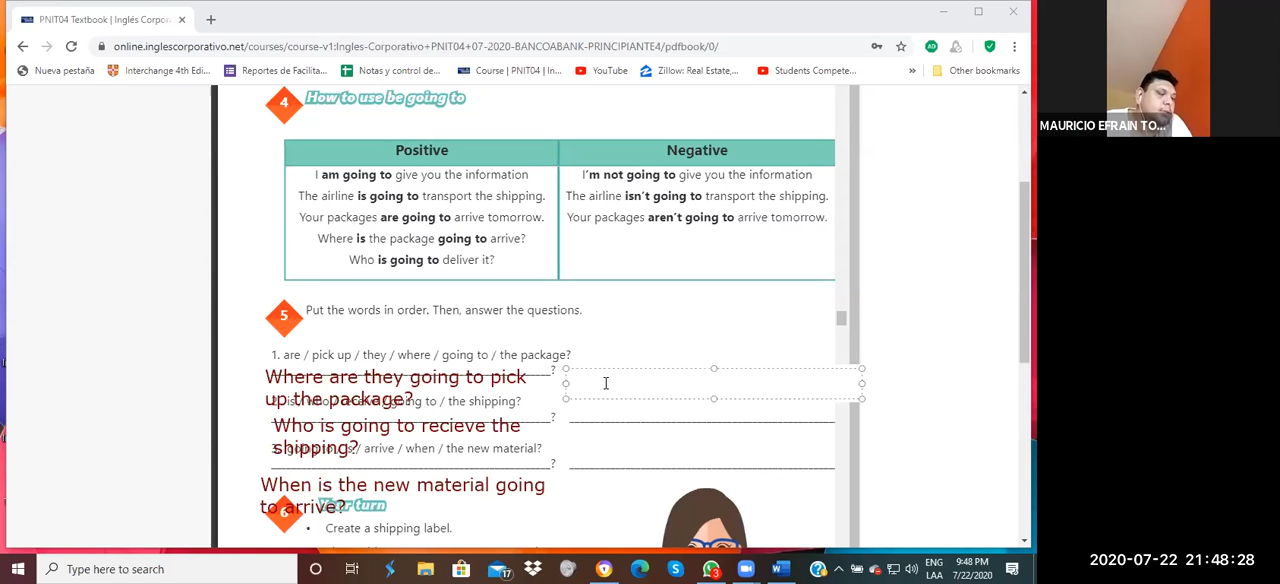 PNIT04 Textbook | Inglés Corpor
online.inglescorporativo.net/courses/course-v1:Ingles-Corporativo+PNIT04+07-2020-BANCOABANK-PRINCIPIANTE4/pdfbook/0/
Nueva pestaña
Interchange 4th Edi...
Reportes de Facilita...
Notas y control de...
Course | PNIT04 | In...
YouTube
Zillow: Real Estate,...
Students Compete...
»
Other bookmarks
MAURICIO EFRAIN TO...
4 How to use be going to
Positive
Negative
I am going to give you the information
I'm not going to give you the information
The airline is going to transport the shipping.
The airline isn't going to transport the shipping.
Your packages are going to arrive tomorrow.
Your packages aren't going to arrive tomorrow.
Where is the package going to arrive?
Who is going to deliver it?
5 Put the words in order. Then, answer the questions.
1. are / pick up / they / where / going to / the package?
Where are they going to pick
up the package?
going to / the shipping?
Who is going to recieve the
shipping?
/ arrive / when / the new material?
When is the new material going
to arrive?
6 Your turn
• Create a shipping label.
Type here to search
17
3
ENG
LAA
9:48 PM
7/22/2020
2020-07-22 21:48:28